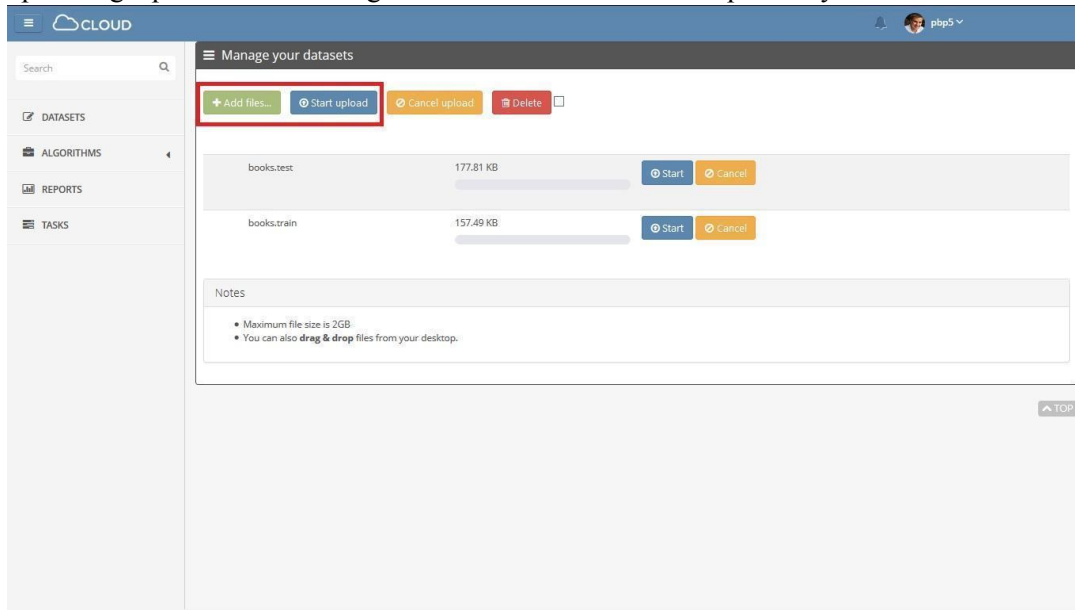 CLOUD
pbp5
Search
Manage your datasets
Add files...
Start upload
Cancel upload
Delete
DATASETS
ALGORITHMS
REPORTS
TASKS
books.test
177.81 KB
Start
Cancel
books.train
157.49 KB
Start
Cancel
Notes
Maximum file size is 2GB
You can also drag & drop files from your desktop.
TOP